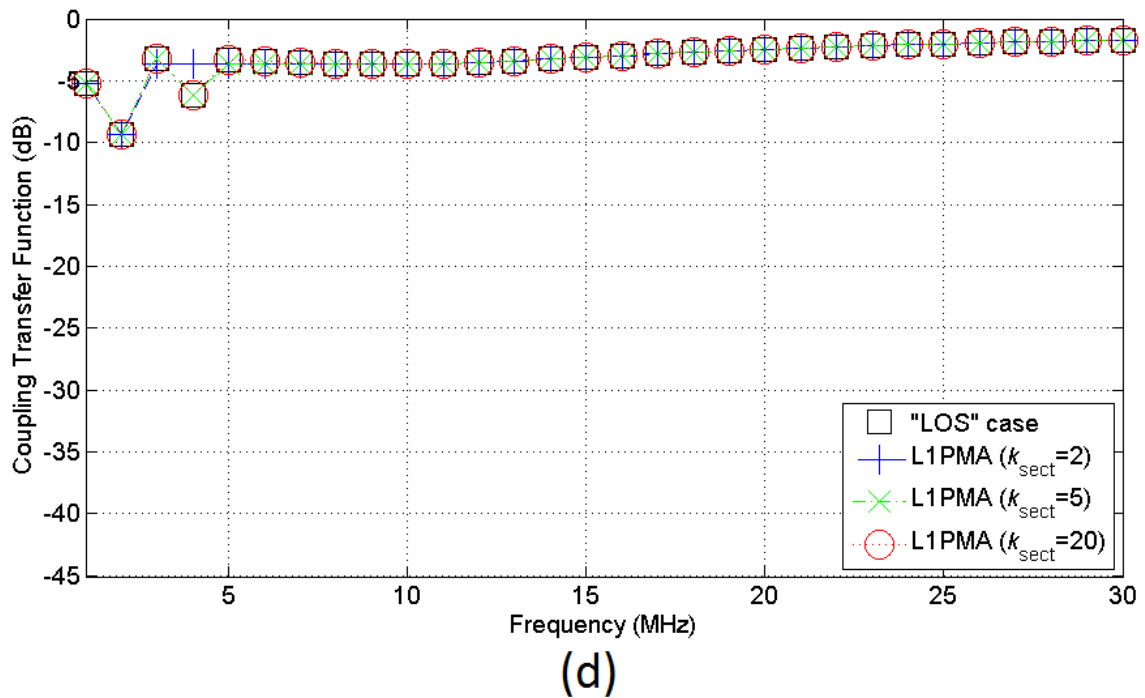 0
-5
-10
-15
-20
-25
-30
-35
-40
-45
Coupling Transfer Function (dB)
5
10
15
20
25
30
Frequency (MHz)
"LOS" case
L1PMA (ksect=2)
L1PMA (ksect=5)
L1PMA (ksect=20)
(d)